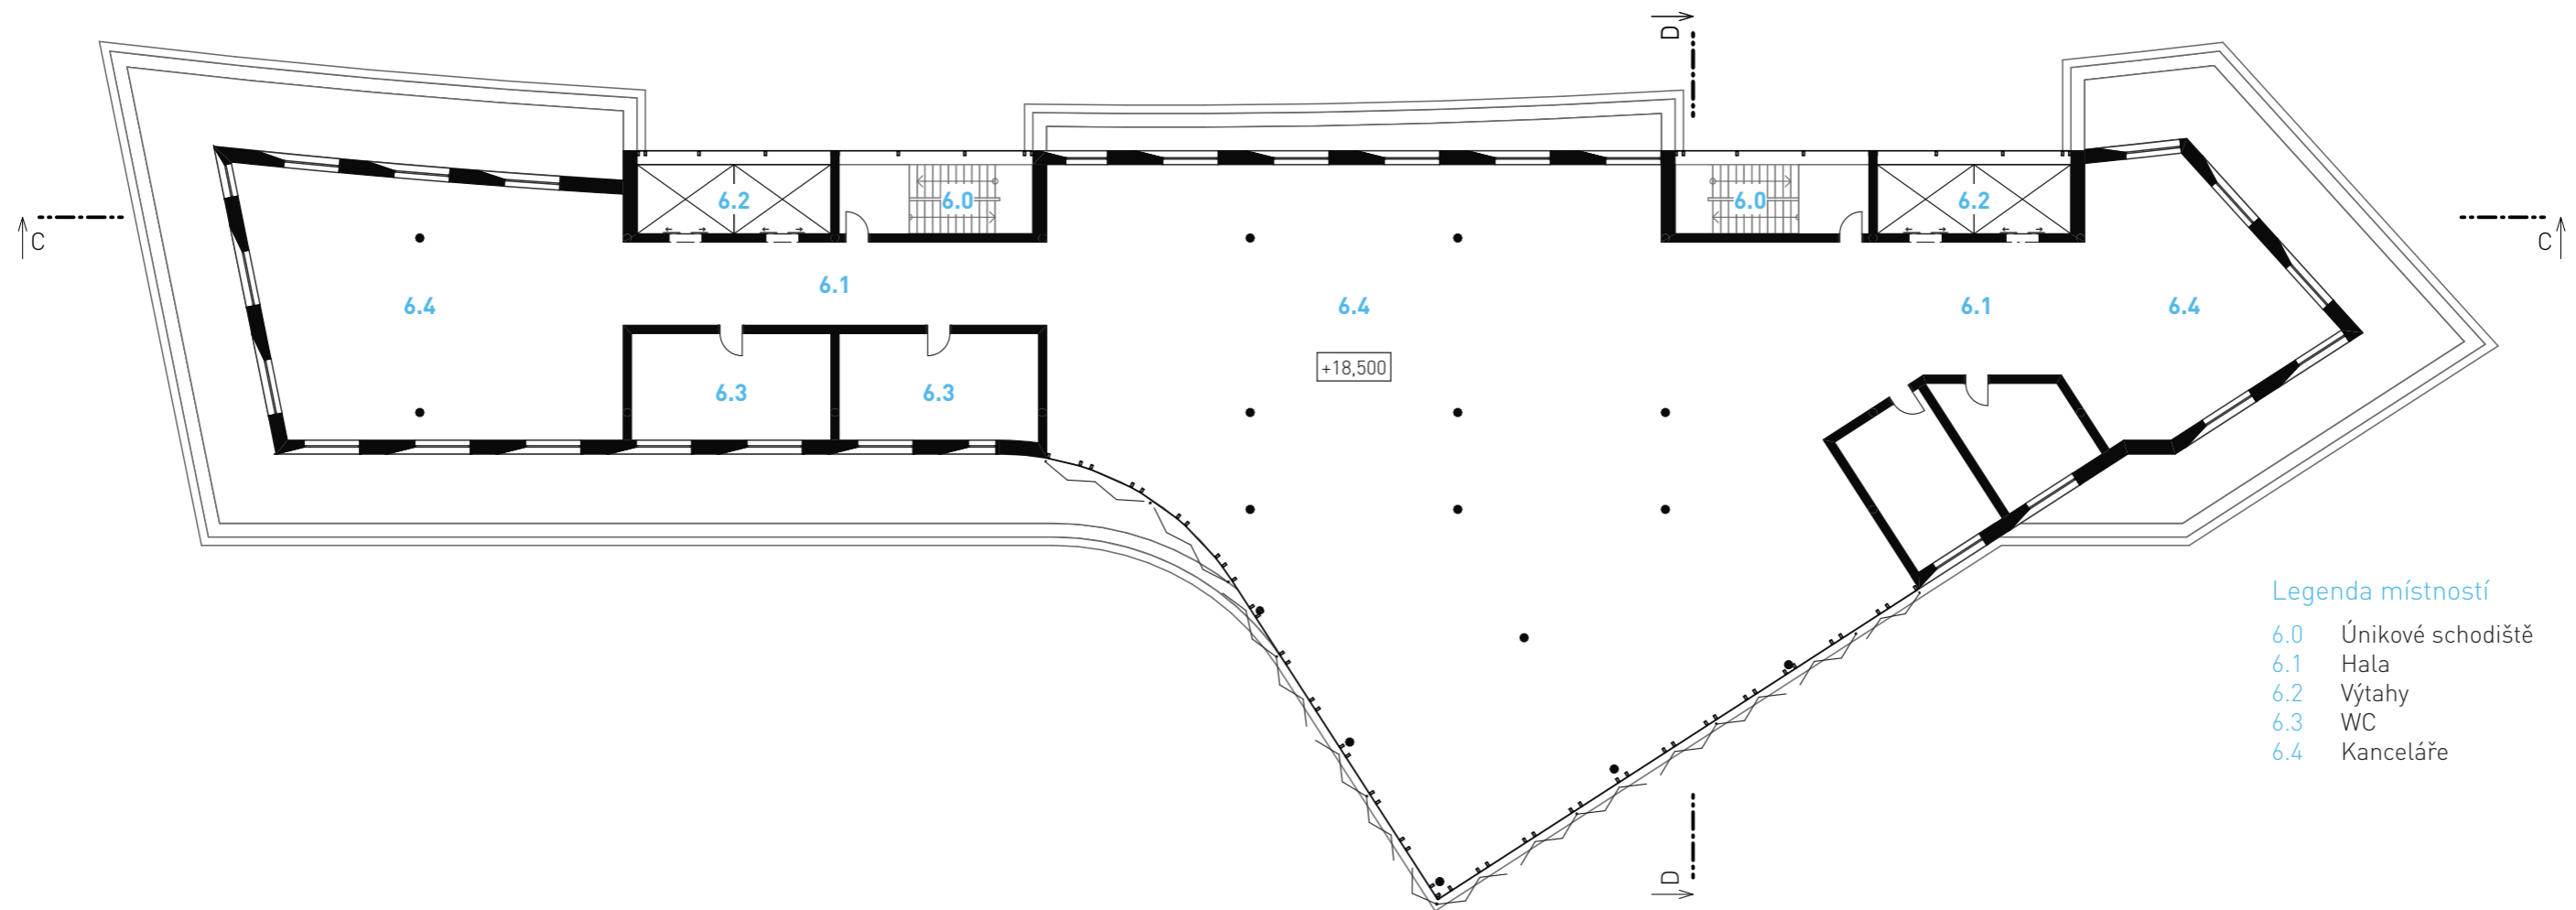 D
6.2
6.0
6.0
6.2
C
C
6.1
6.4
6.4
6.1
6.4
+18,500
6.3
6.3
Legenda místností
6.0 Únikové schodiště
6.1 Hala
6.2 Výtahy
6.3 WC
6.4 Kanceláře
D